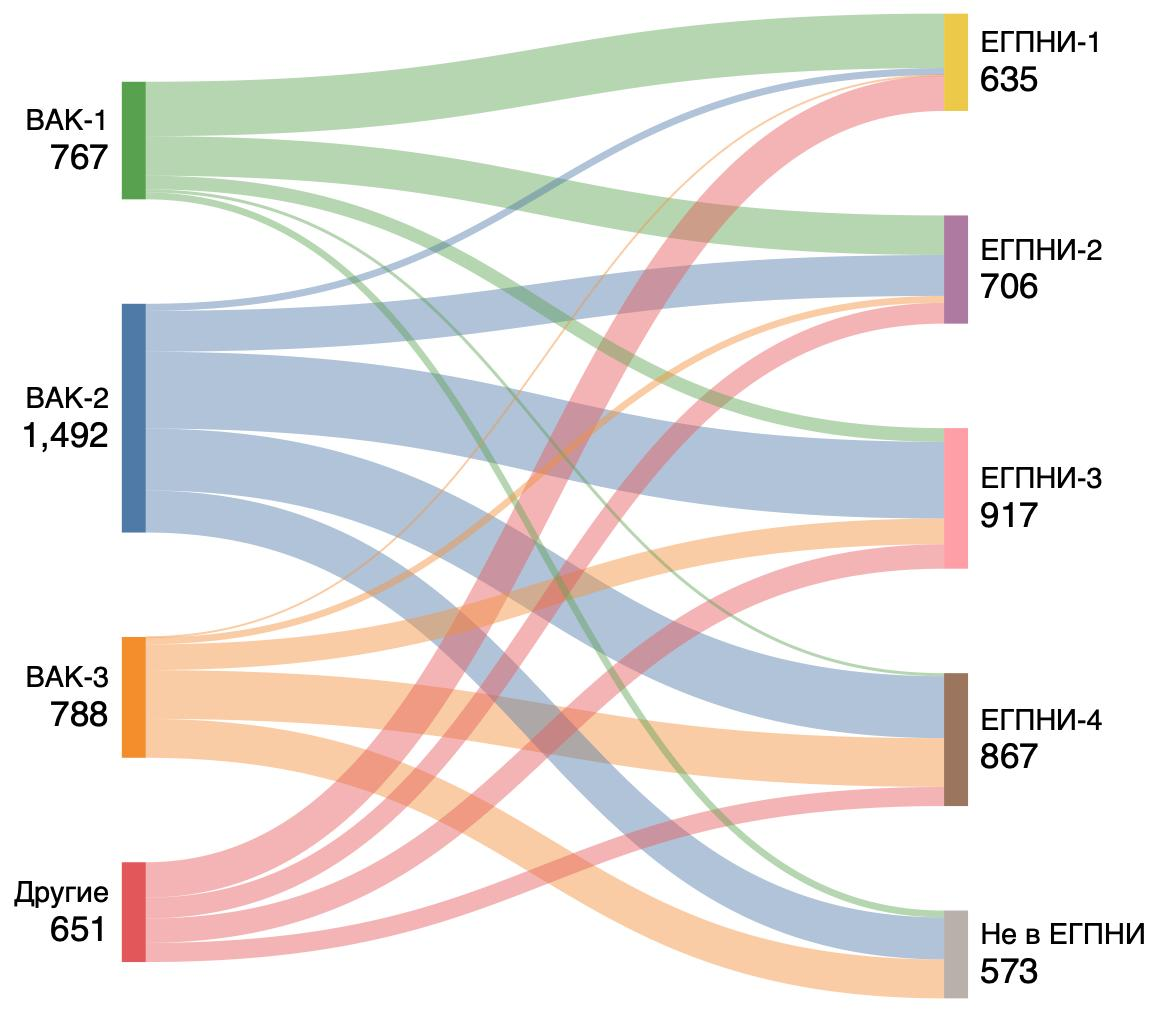 ВАК-1
767
ВАК-2
1,492
ВАК-3
788
Другие
651
ЕГПНИ-1
635
ЕГПНИ-2
706
ЕГПНИ-3
917
ЕГПНИ-4
867
Не в ЕГПНИ
573